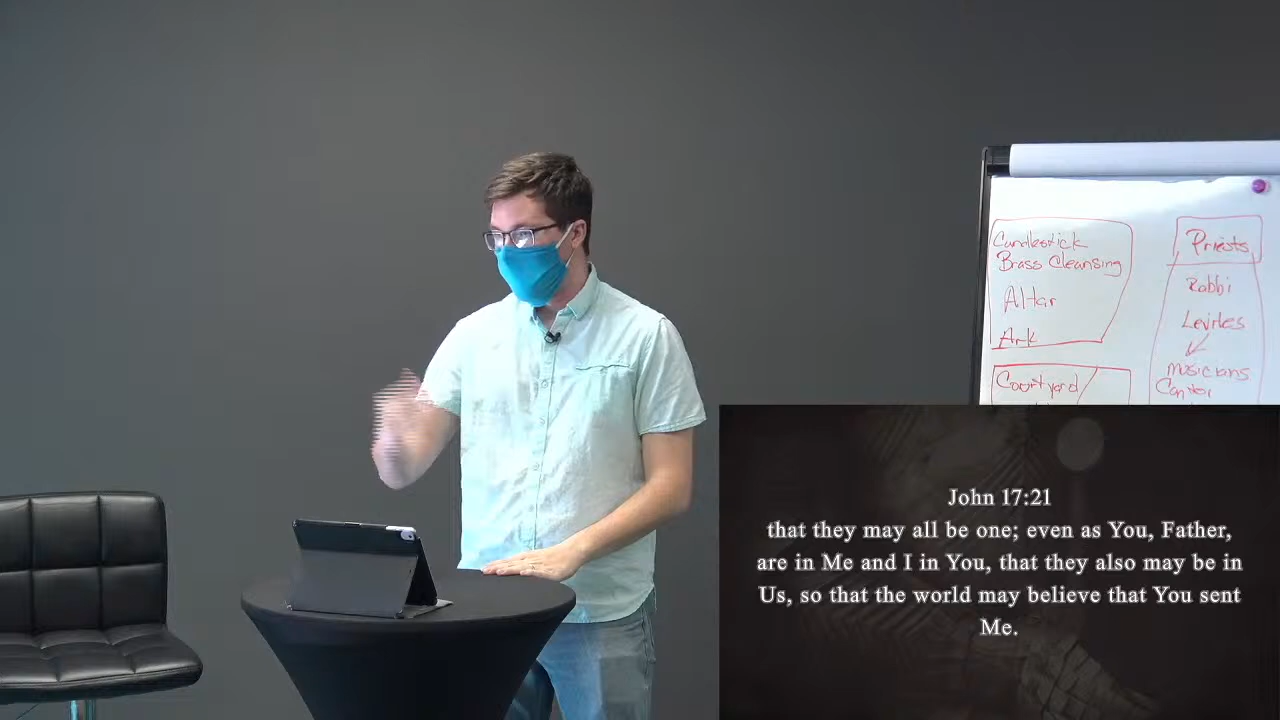 Candlestick
Brass Cleansing
Altar
Ark
Courtyard
Priests
Rabbi
Levites
Musicians
Cantor
John 17:21
that they may all be one; even as You, Father,
are in Me and I in You, that they also may be in
Us, so that the world may believe that You sent
Me.